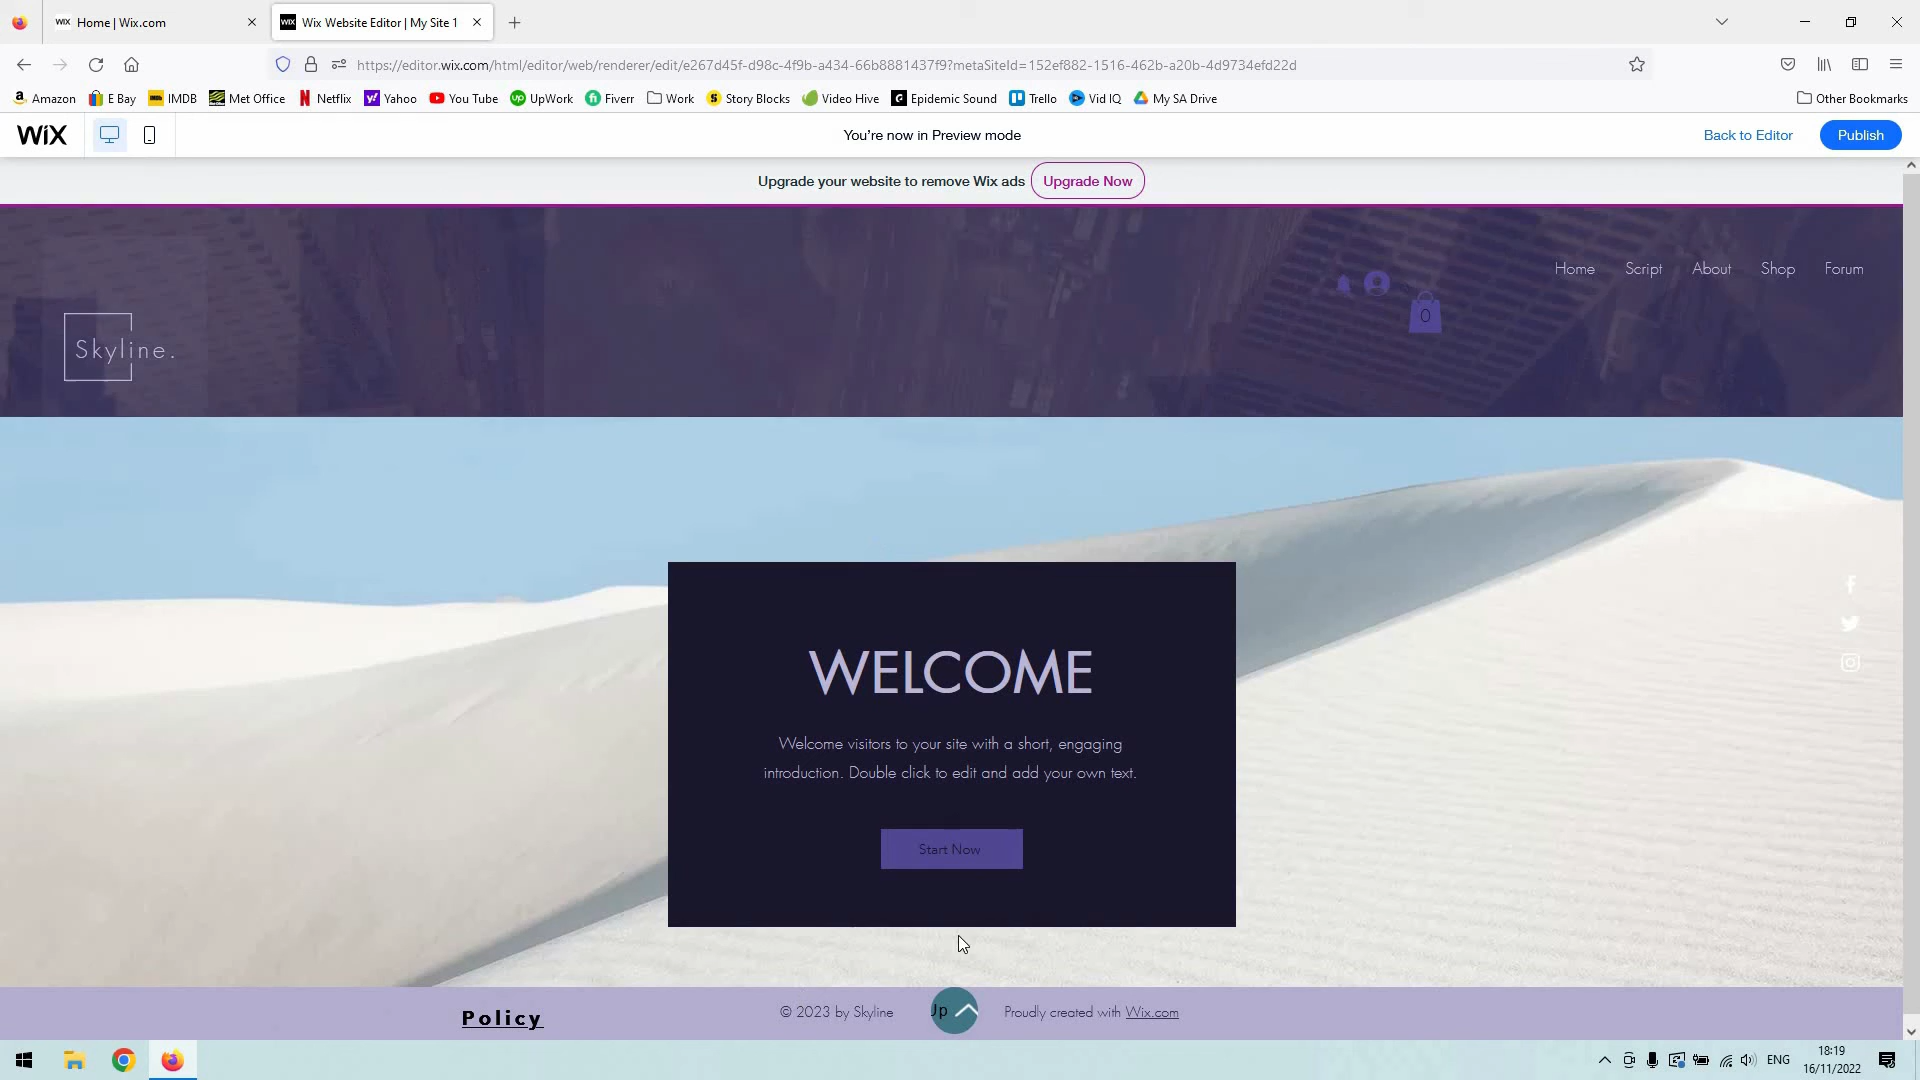 WiX Home | Wix.com
WiX Wix Website Editor | My Site 1
https://editor.wix.com/html/editor/web/renderer/edit/e267d45f-d98c-4f9b-a434-66b8881437f9?metaSiteId=152ef882-1516-462b-a20b-4d9734efd22d
Amazon E Bay IMDB Met Office Netflix Yahoo You Tube UpWork Fiverr Work Story Blocks Video Hive Epidemic Sound Trello Vid IQ My SA Drive Other Bookmarks
WiX You're now in Preview mode Back to Editor Publish
Upgrade your website to remove Wix ads Upgrade Now
Home Script About Shop Forum
0
Skyline.
WELCOME
Welcome visitors to your site with a short, engaging
introduction. Double click to edit and add your own text.
Start Now
Policy © 2023 by Skyline Up Proudly created with Wix.com
ENG 18:19
16/11/2022